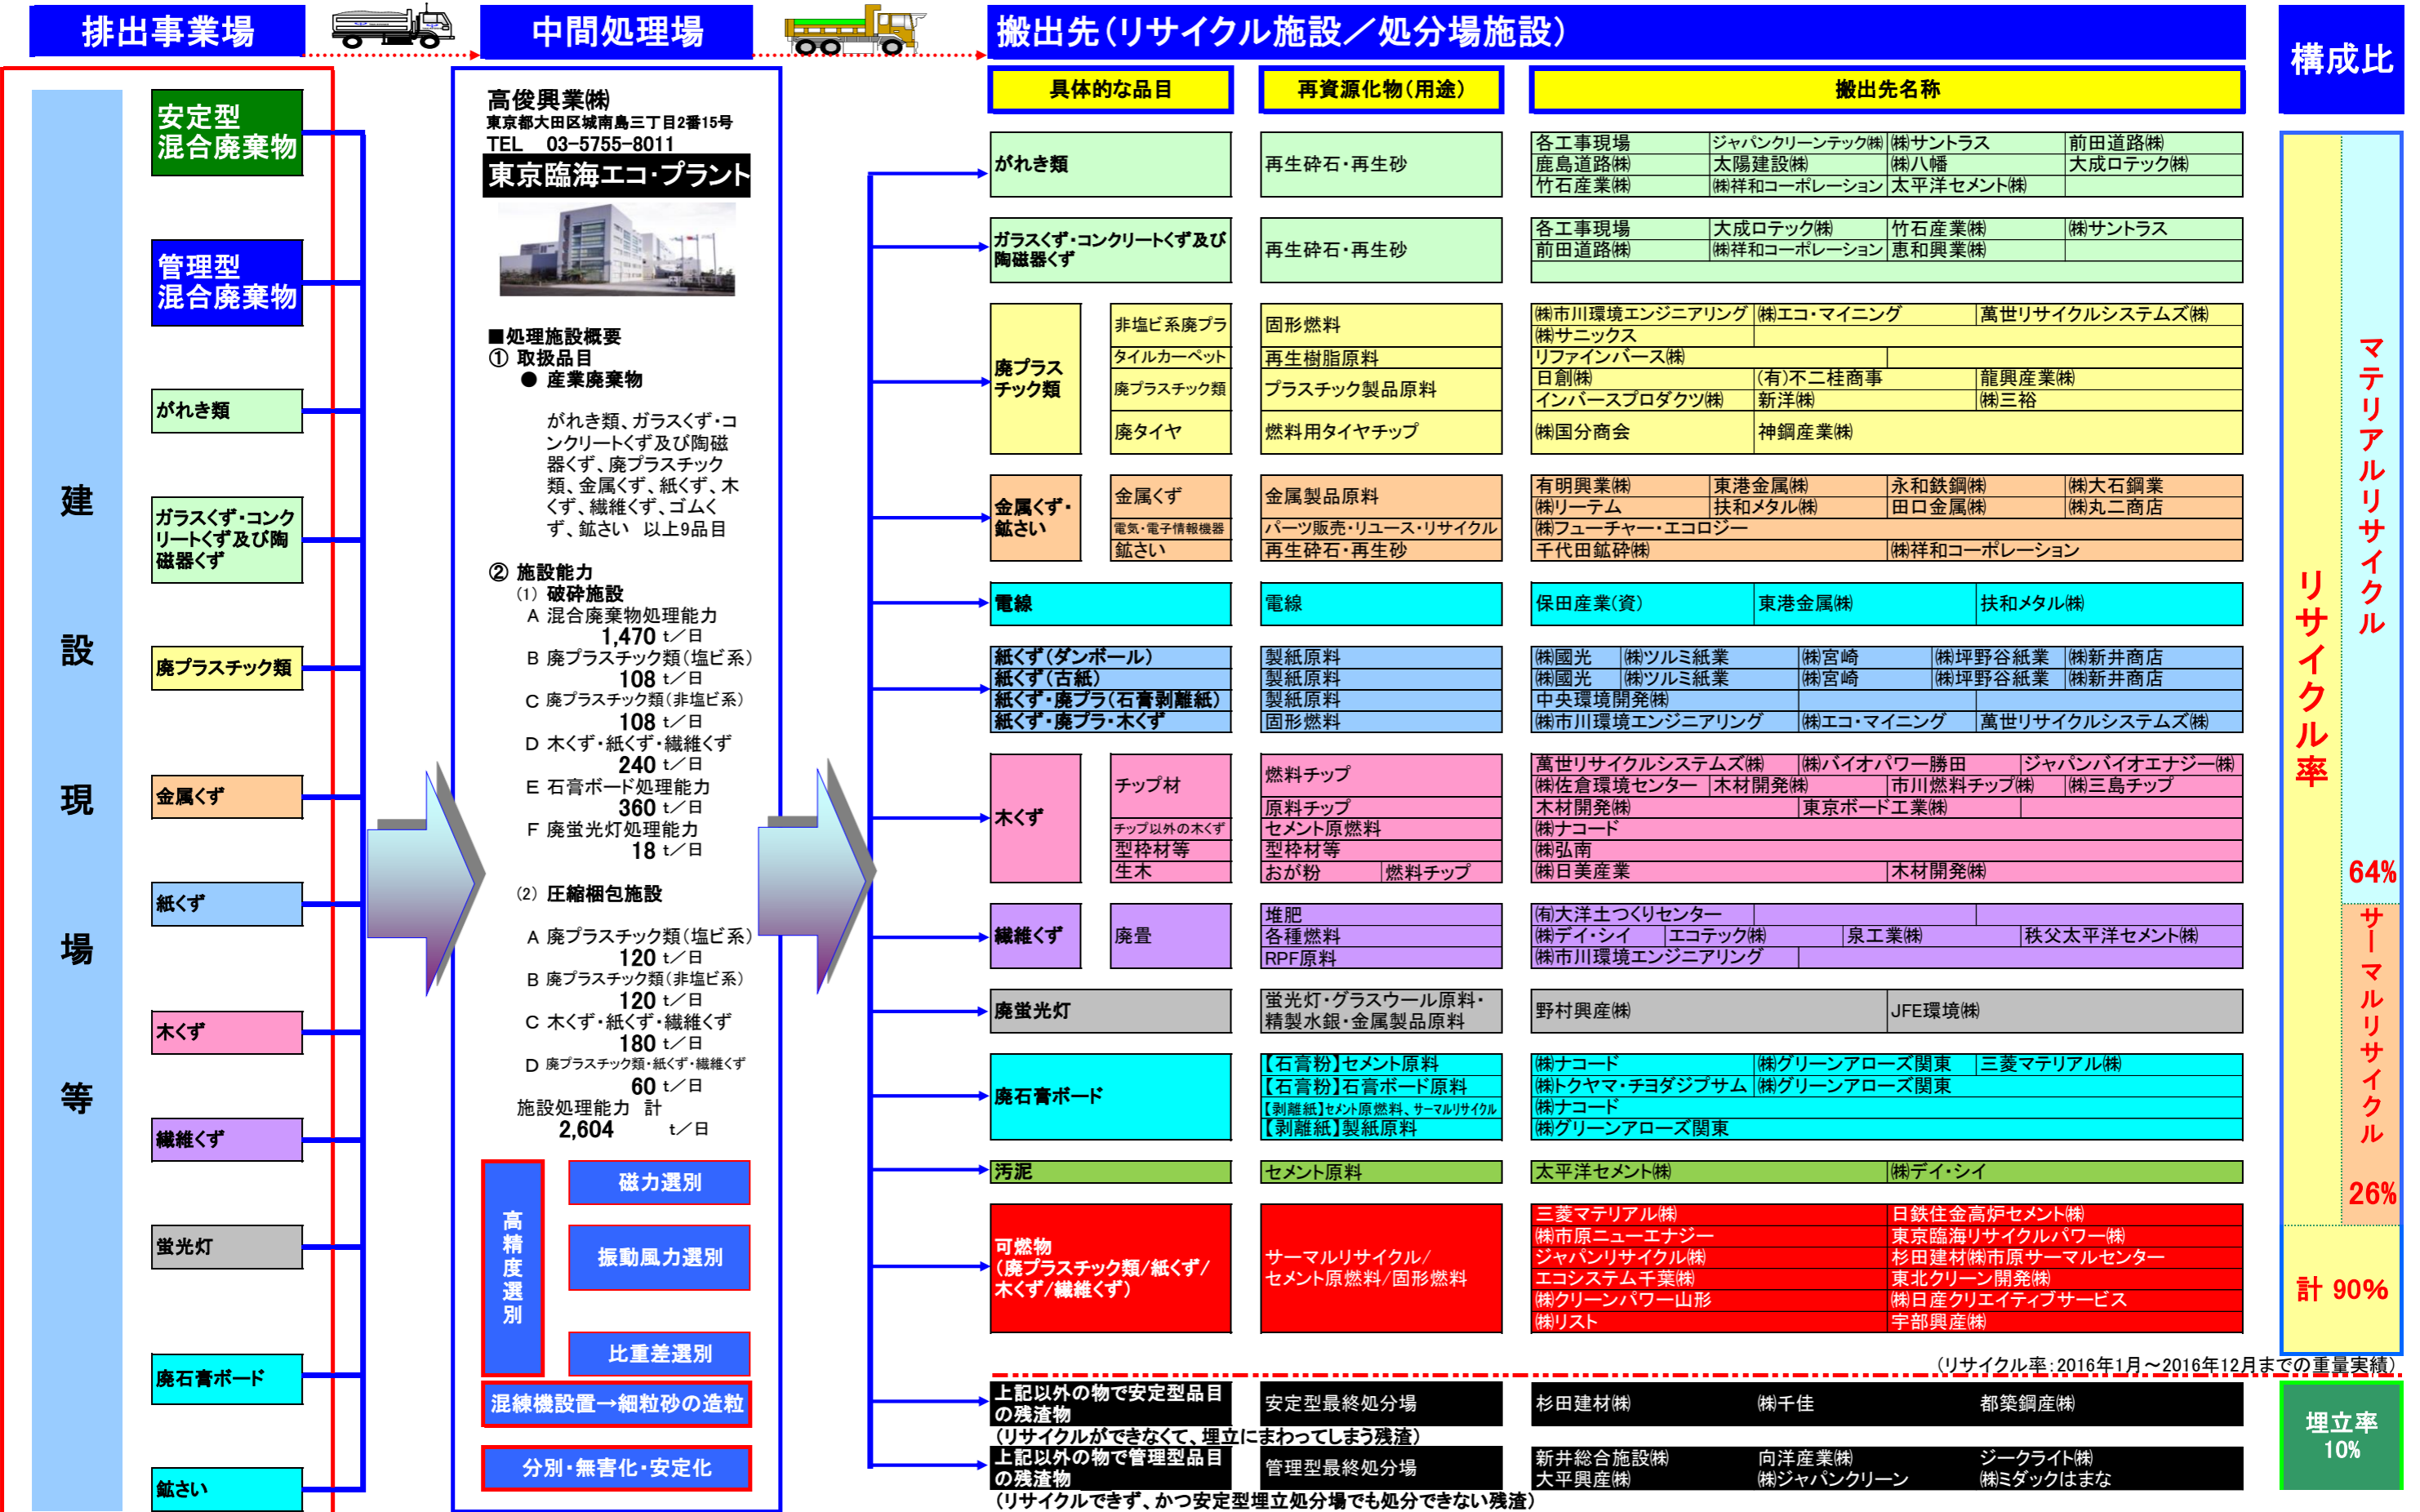 排出事業場
中間処理場
搬出先(リサイクル施設／処分場施設)
構成比
建設現場等
安定型
混合廃棄物
管理型
混合廃棄物
がれき類
ガラスくず・コンク
リートくず及び陶
磁器くず
廃プラスチック類
金属くず
紙くず
木くず
繊維くず
蛍光灯
廃石膏ボード
鉱さい
高俊興業㈱
東京都大田区城南島三丁目2番15号
TEL 03-5755-8011
東京臨海エコ・プラント
■処理施設概要
① 取扱品目
● 産業廃棄物
がれき類、ガラスくず・コ
ンクリートくず及び陶磁
器くず、廃プラスチック
類、金属くず、紙くず、木
くず、繊維くず、ゴムく
ず、鉱さい 以上9品目
② 施設能力
(1) 破砕施設
A 混合廃棄物処理能力
1,470 t／日
B 廃プラスチック類(塩ビ系)
108 t／日
C 廃プラスチック類(非塩ビ系)
108 t／日
D 木くず・紙くず・繊維くず
240 t／日
E 石膏ボード処理能力
360 t／日
F 廃蛍光灯処理能力
18 t／日
(2) 圧縮梱包施設
A 廃プラスチック類(塩ビ系)
120 t／日
B 廃プラスチック類(非塩ビ系)
120 t／日
C 木くず・紙くず・繊維くず
180 t／日
D 廃プラスチック類・紙くず・繊維くず
60 t／日
施設処理能力 計
2,604 t／日
高精度選別
磁力選別
振動風力選別
比重差選別
混練機設置→細粒砂の造粒
分別・無害化・安定化
具体的な品目 再資源化物(用途) 搬出先名称
がれき類
再生砕石・再生砂
各工事現場 ジャパンクリーンテック㈱ ㈱サントラス 前田道路㈱
鹿島道路㈱ 太陽建設㈱ ㈱八幡 大成ロテック㈱
竹石産業㈱ ㈱祥和コーポレーション 太平洋セメント㈱
ガラスくず・コンクリートくず及び
陶磁器くず
再生砕石・再生砂
各工事現場 大成ロテック㈱ 竹石産業㈱ ㈱サントラス
前田道路㈱ ㈱祥和コーポレーション 恵和興業㈱
廃プラス
チック類
非塩ビ系廃プラ 固形燃料
㈱市川環境エンジニアリング ㈱エコ・マイニング 萬世リサイクルシステムズ㈱
㈱サニックス
タイルカーペット 再生樹脂原料 リファインバース㈱
廃プラスチック類 プラスチック製品原料
日創㈱ (有)不二桂商事 龍興産業㈱
インバースプロダクツ㈱ 新洋㈱ ㈱三裕
廃タイヤ 燃料用タイヤチップ ㈱国分商会 神鋼産業㈱
金属くず・
鉱さい
金属くず 金属製品原料
有明興業㈱ 東港金属㈱ 永和鉄鋼㈱ ㈱大石鋼業
㈱リーテム 扶和メタル㈱ 田口金属㈱ ㈱丸二商店
電気・電子情報機器 パーツ販売・リユース・リサイクル ㈱フューチャー・エコロジー
鉱さい 再生砕石・再生砂 千代田鉱砕㈱ ㈱祥和コーポレーション
電線 電線 保田産業(資) 東港金属㈱ 扶和メタル㈱
紙くず(ダンボール) 製紙原料 ㈱國光 ㈱ツルミ紙業 ㈱宮崎 ㈱坪野谷紙業 ㈱新井商店
紙くず(古紙) 製紙原料 ㈱國光 ㈱ツルミ紙業 ㈱宮崎 ㈱坪野谷紙業 ㈱新井商店
紙くず・廃プラ(石膏剥離紙) 製紙原料 中央環境開発㈱
紙くず・廃プラ・木くず 固形燃料 ㈱市川環境エンジニアリング ㈱エコ・マイニング 萬世リサイクルシステムズ㈱
木くず
チップ材
燃料チップ
萬世リサイクルシステムズ㈱ ㈱バイオパワー勝田 ジャパンバイオエナジー㈱
㈱佐倉環境センター 木材開発㈱ 市川燃料チップ㈱ ㈱三島チップ
原料チップ 木材開発㈱ 東京ボード工業㈱
チップ以外の木くず セメント原燃料 ㈱ナコード
型枠材等 型枠材等 ㈱弘南
生木 おが粉 燃料チップ ㈱日美産業 木材開発㈱
繊維くず
廃畳
堆肥 ㈲大洋土つくりセンター
各種燃料 ㈱デイ・シイ エコテック㈱ 泉工業㈱ 秩父太平洋セメント㈱
RPF原料 ㈱市川環境エンジニアリング
廃蛍光灯
蛍光灯・グラスウール原料・
精製水銀・金属製品原料
野村興産㈱ JFE環境㈱
廃石膏ボード
【石膏粉】セメント原料 ㈱ナコード ㈱グリーンアローズ関東 三菱マテリアル㈱
【石膏粉】石膏ボード原料 ㈱トクヤマ・チヨダジプサム ㈱グリーンアローズ関東
【剥離紙】セメント原燃料、サーマルリサイクル ㈱ナコード
【剥離紙】製紙原料 ㈱グリーンアローズ関東
汚泥 セメント原料 太平洋セメント㈱ ㈱デイ・シイ
可燃物
(廃プラスチック類/紙くず/
木くず/繊維くず)
サーマルリサイクル/
セメント原燃料/固形燃料
三菱マテリアル㈱ 日鉄住金高炉セメント㈱
㈱市原ニューエナジー 東京臨海リサイクルパワー㈱
ジャパンリサイクル㈱ 杉田建材㈱市原サーマルセンター
エコシステム千葉㈱ 東北クリーン開発㈱
㈱クリーンパワー山形 ㈱日産クリエイティブサービス
㈱リスト 宇部興産㈱
(リサイクル率:2016年1月～2016年12月までの重量実績)
上記以外の物で安定型品目
の残渣物
安定型最終処分場
杉田建材㈱ ㈱千佳 都築鋼産㈱
(リサイクルができなくて、埋立にまわってしまう残渣)
上記以外の物で管理型品目
の残渣物
管理型最終処分場
新井総合施設㈱ 向洋産業㈱ ジークライト㈱
大平興産㈱ ㈱ジャパンクリーン ㈱ミダックはまな
(リサイクルできず、かつ安定型埋立処分場でも処分できない残渣)
リサイクル率
マテリアルリサイクル
64%
サーマルリサイクル
26%
計 90%
埋立率
10%